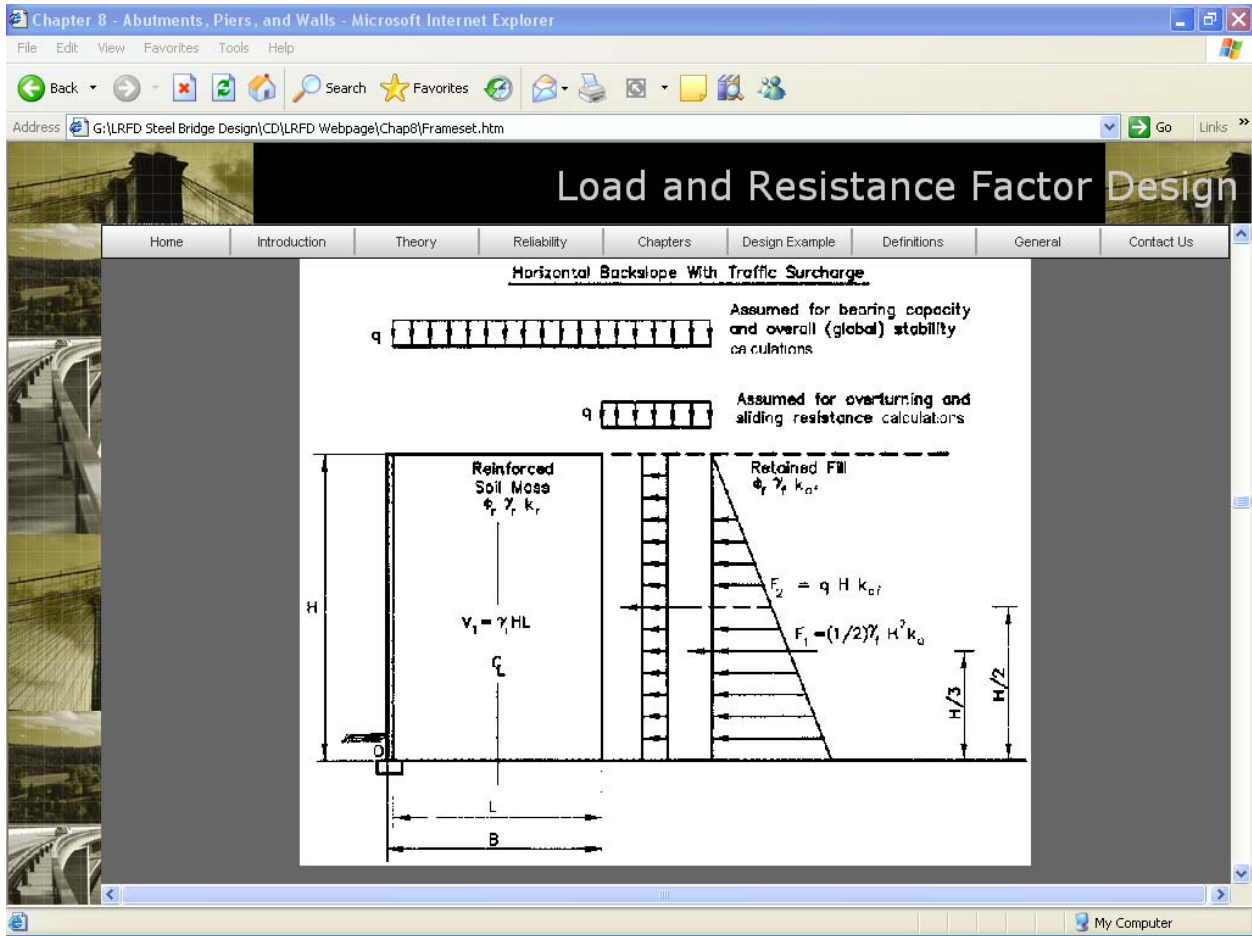 Chapter 8 - Abutments, Piers, and Walls - Microsoft Internet Explorer
File Edit View Favorites Tools Help
Back Search Favorites
Address G:\LRFD Steel Bridge Design\CD\LRFD Webpage\Chap8\Frameset.htm Go Links »
Load and Resistance Factor Design
Home Introduction Theory Reliability Chapters Design Example Definitions General Contact Us
Horizontal Backslope With Traffic Surcharge
q
Assumed for bearing capacity
and overall (global) stability
calculations
q
Assumed for overturning and
sliding resistance calculations
Reinforced
Soil Mass
ϕr γr kr
Retained Fill
ϕf γf kaf
H
V1 = γr HL
CL
F2 = q H kaf
F1 = (1/2)γf H² ka
H/3
H/2
O
L
B
My Computer